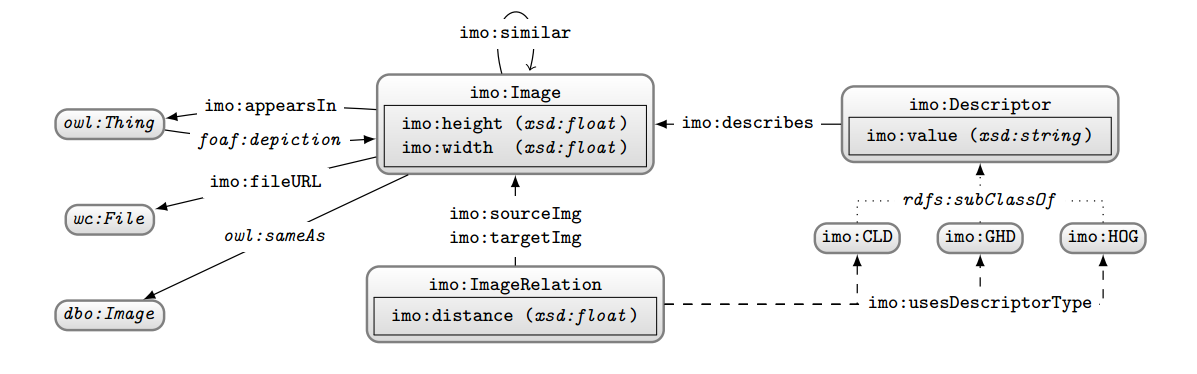 imo:similar
imo:Image
imo:height (xsd:float)
imo:width (xsd:float)
imo:appearsIn
owl:Thing
foaf:depiction
imo:fileURL
wc:File
owl:sameAs
dbo:Image
imo:describes
imo:Descriptor
imo:value (xsd:string)
rdfs:subClassOf
imo:CLD
imo:GHD
imo:HOG
imo:sourceImg
imo:targetImg
imo:ImageRelation
imo:distance (xsd:float)
imo:usesDescriptorType